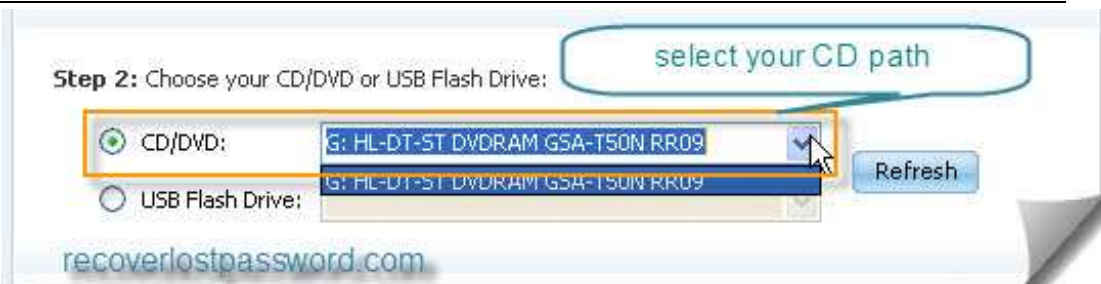 select your CD path
Step 2: Choose your CD/DVD or USB Flash Drive:
CD/DVD:
G: HL-DT-ST DVDRAM GSA-T50N RR09
G: HL-DT-ST DVDRAM GSA-T50N RR09
Refresh
USB Flash Drive:
recoverlostpassword.com